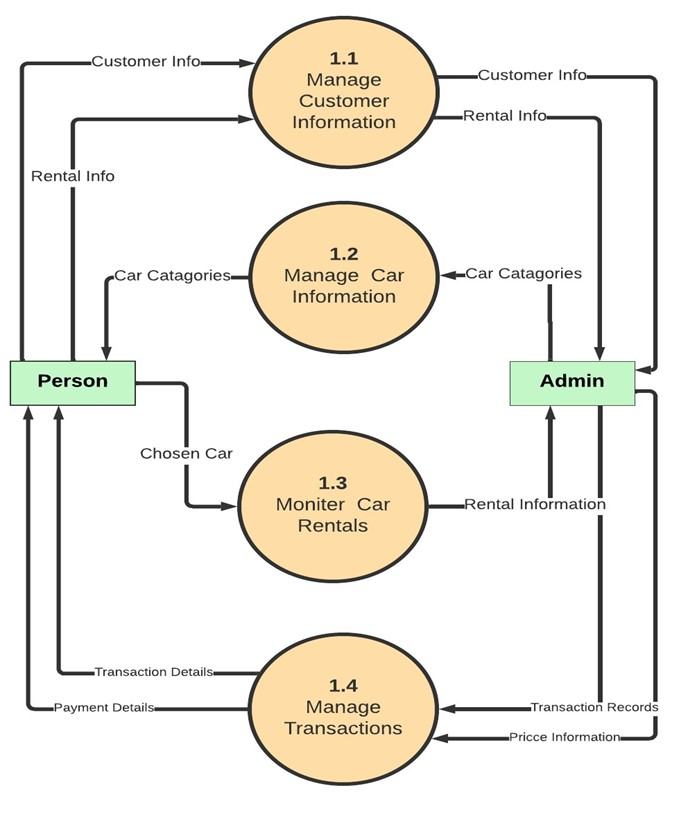 1.1
Manage
Customer
Information
Customer Info
Customer Info
Rental Info
Rental Info
1.2
Manage Car
Information
Car Catagories
Car Catagories
Person
Admin
Chosen Car
1.3
Moniter Car
Rentals
Rental Information
1.4
Manage
Transactions
Transaction Details
Payment Details
Transaction Records
Pricce Information